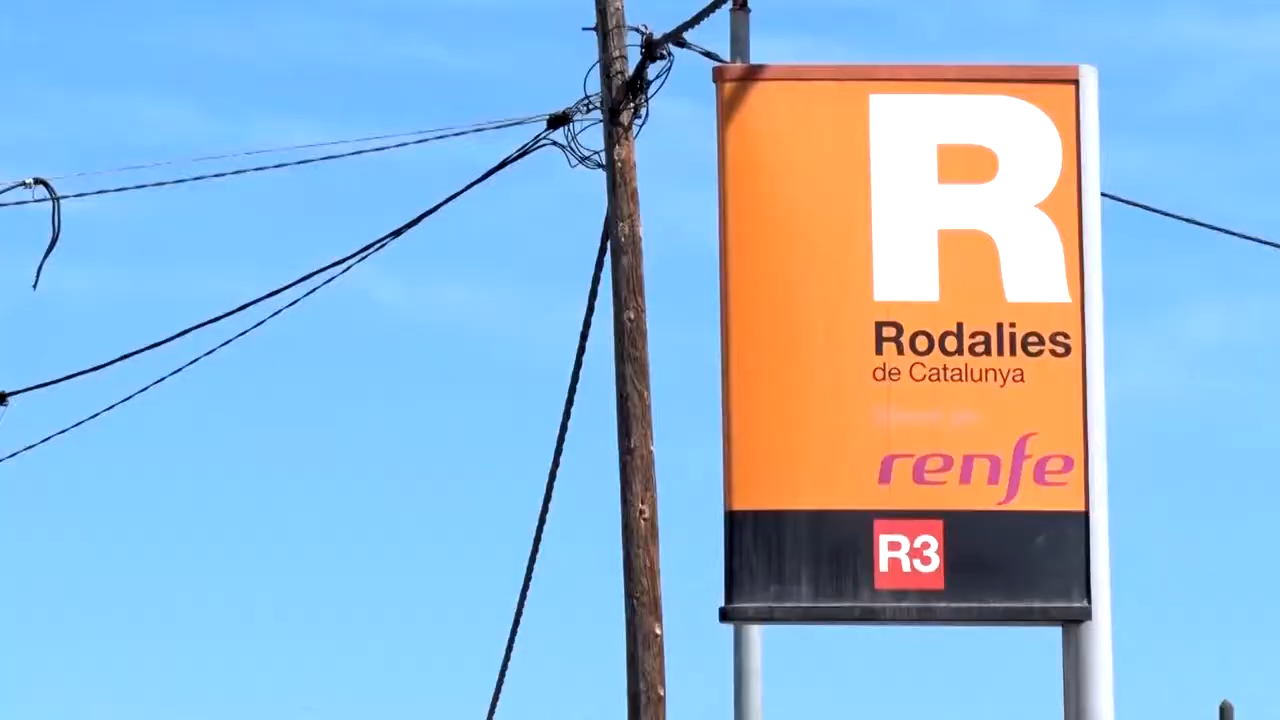 R
Rodalies
de Catalunya
renfe
R3